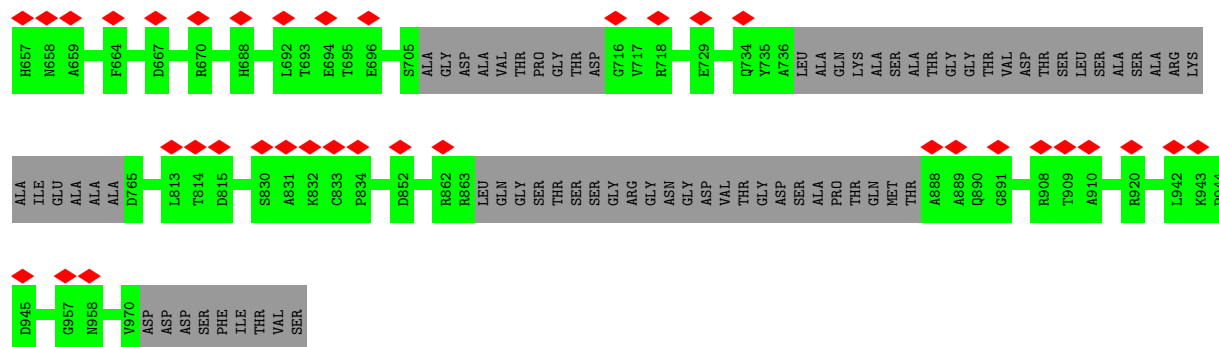 H657 N658 A659 F664 D667 R670 H688 L692 T693 E694 T695 E696 S705 ALA GLY ASP ALA VAL THR PRO GLY THR ASP G716 V717 R718 E729 Q734 Y735 A736 LEU ALA GLN LYS ALA SER ALA THR GLY GLY THR VAL ASP THR SER LEU SER ALA SER ALA ARG LYS
ALA ILE GLU ALA ALA ALA D765 L813 T814 D815 S830 A831 K832 C833 P834 D852 R862 R863 LEU GLN GLY SER THR SER SER GLY ARG GLY ASN GLY ASP VAL THR GLY ASP SER ALA PRO THR GLN MET THR A888 A889 Q890 G891 R908 T909 A910 R920 L942 K943
D945 G957 N958 V970 ASP ASP ASP SER PHE ILE THR VAL SER